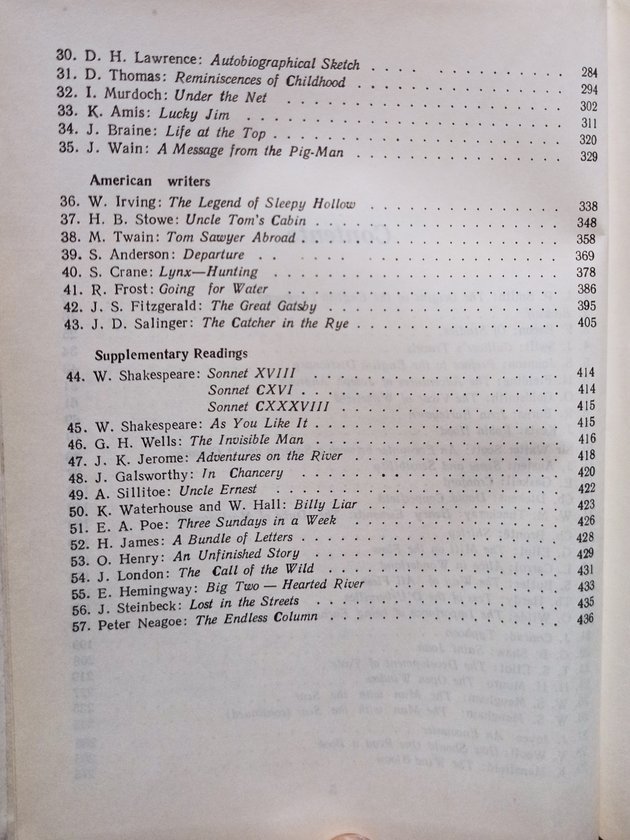 30. D. H. Lawrence: Autobiographical Sketch . . . . . . . . . . . . . . 284
31. D. Thomas: Reminiscences of Childhood . . . . . . . . . . . . . . 294
32. I. Murdoch: Under the Net . . . . . . . . . . . . . . 302
33. K. Amis: Lucky Jim . . . . . . . . . . . . . . 311
34. J. Braine: Life at the Top . . . . . . . . . . . . . . 320
35. J. Wain: A Message from the Pig-Man . . . . . . . . . . . . . . 329
American writers
36. W. Irving: The Legend of Sleepy Hollow . . . . . . . . . . . . . . 338
37. H. B. Stowe: Uncle Tom's Cabin . . . . . . . . . . . . . . 348
38. M. Twain: Tom Sawyer Abroad . . . . . . . . . . . . . . 358
39. S. Anderson: Departure . . . . . . . . . . . . . . 369
40. S. Crane: Lynx—Hunting . . . . . . . . . . . . . . 378
41. R. Frost: Going for Water . . . . . . . . . . . . . . 386
42. J. S. Fitzgerald: The Great Gatsby . . . . . . . . . . . . . . 395
43. J. D. Salinger: The Catcher in the Rye . . . . . . . . . . . . . . 405
Supplementary Readings
44. W. Shakespeare: Sonnet XVIII . . . . . . . . . . . . . . 414
Sonnet CXVI . . . . . . . . . . . . . . 414
Sonnet CXXXVIII . . . . . . . . . . . . . . 415
45. W. Shakespeare: As You Like It . . . . . . . . . . . . . . 415
46. G. H. Wells: The Invisible Man . . . . . . . . . . . . . . 416
47. J. K. Jerome: Adventures on the River . . . . . . . . . . . . . . 418
48. J. Galsworthy: In Chancery . . . . . . . . . . . . . . 420
49. A. Sillitoe: Uncle Ernest . . . . . . . . . . . . . . 422
50. K. Waterhouse and W. Hall: Billy Liar . . . . . . . . . . . . . . 423
51. E. A. Poe: Three Sundays in a Week . . . . . . . . . . . . . . 426
52. H. James: A Bundle of Letters . . . . . . . . . . . . . . 428
53. O. Henry: An Unfinished Story . . . . . . . . . . . . . . 429
54. J. London: The Call of the Wild . . . . . . . . . . . . . . 431
55. E. Hemingway: Big Two — Hearted River . . . . . . . . . . . . . . 433
56. J. Steinbeck: Lost in the Streets . . . . . . . . . . . . . . 435
57. Peter Neagoe: The Endless Column . . . . . . . . . . . . . . 436